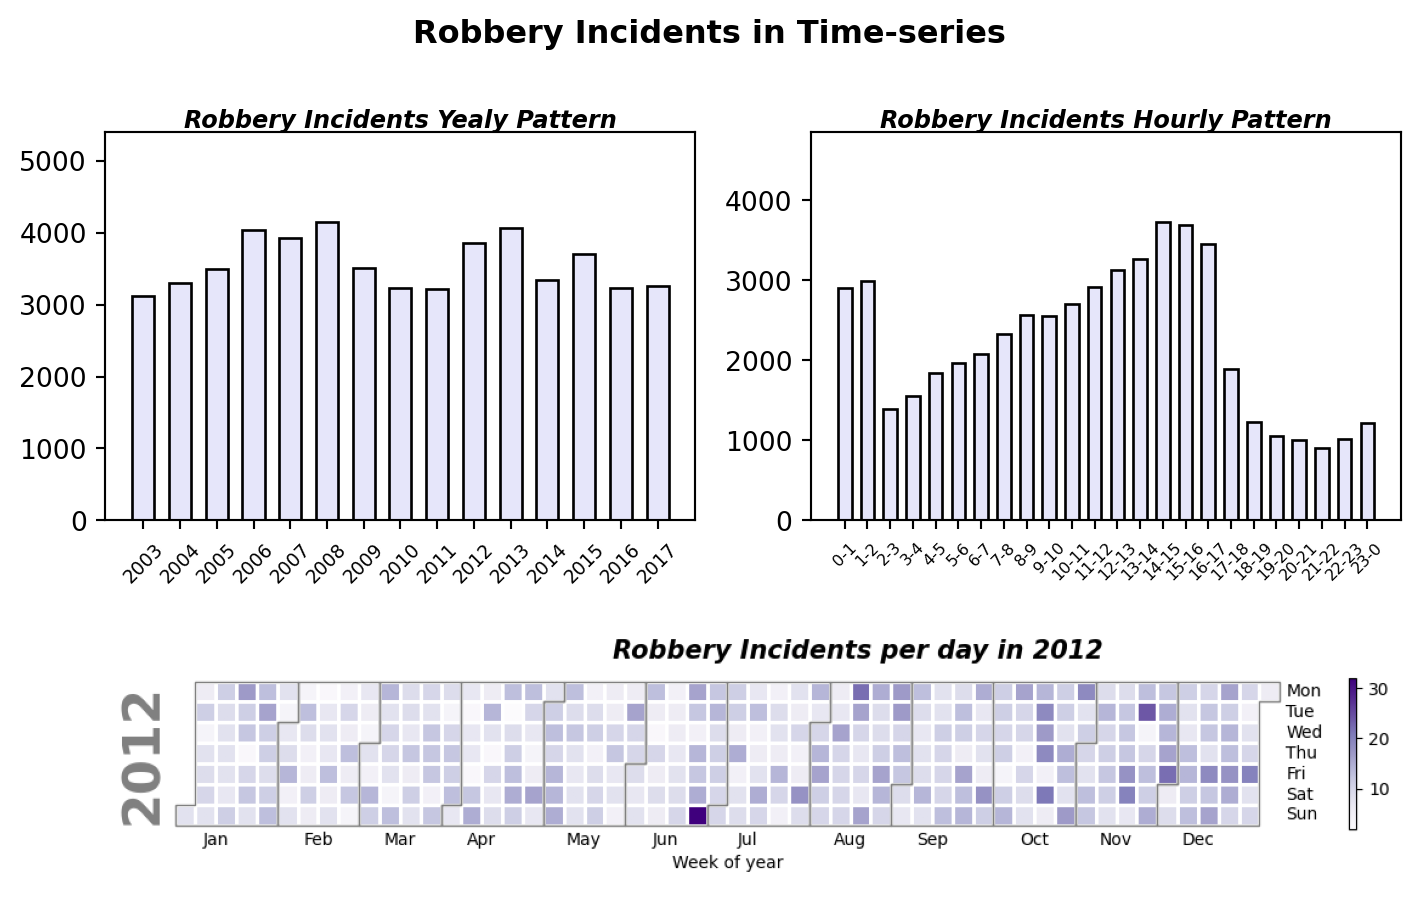 Robbery Incidents in Time-series
Robbery Incidents Yealy Pattern
5000
4000
3000
2000
1000
0
2003 2004 2005 2006 2007 2008 2009 2010 2011 2012 2013 2014 2015 2016 2017
Robbery Incidents Hourly Pattern
4000
3000
2000
1000
0
0-1 1-2 2-3 3-4 4-5 5-6 6-7 7-8 8-9 9-10 10-11 11-12 12-13 13-14 14-15 15-16 16-17 17-18 18-19 19-20 20-21 21-22 22-23 23-0
Robbery Incidents per day in 2012
2012
Mon
Tue
Wed
Thu
Fri
Sat
Sun
30
20
10
Jan Feb Mar Apr May Jun Jul Aug Sep Oct Nov Dec
Week of year